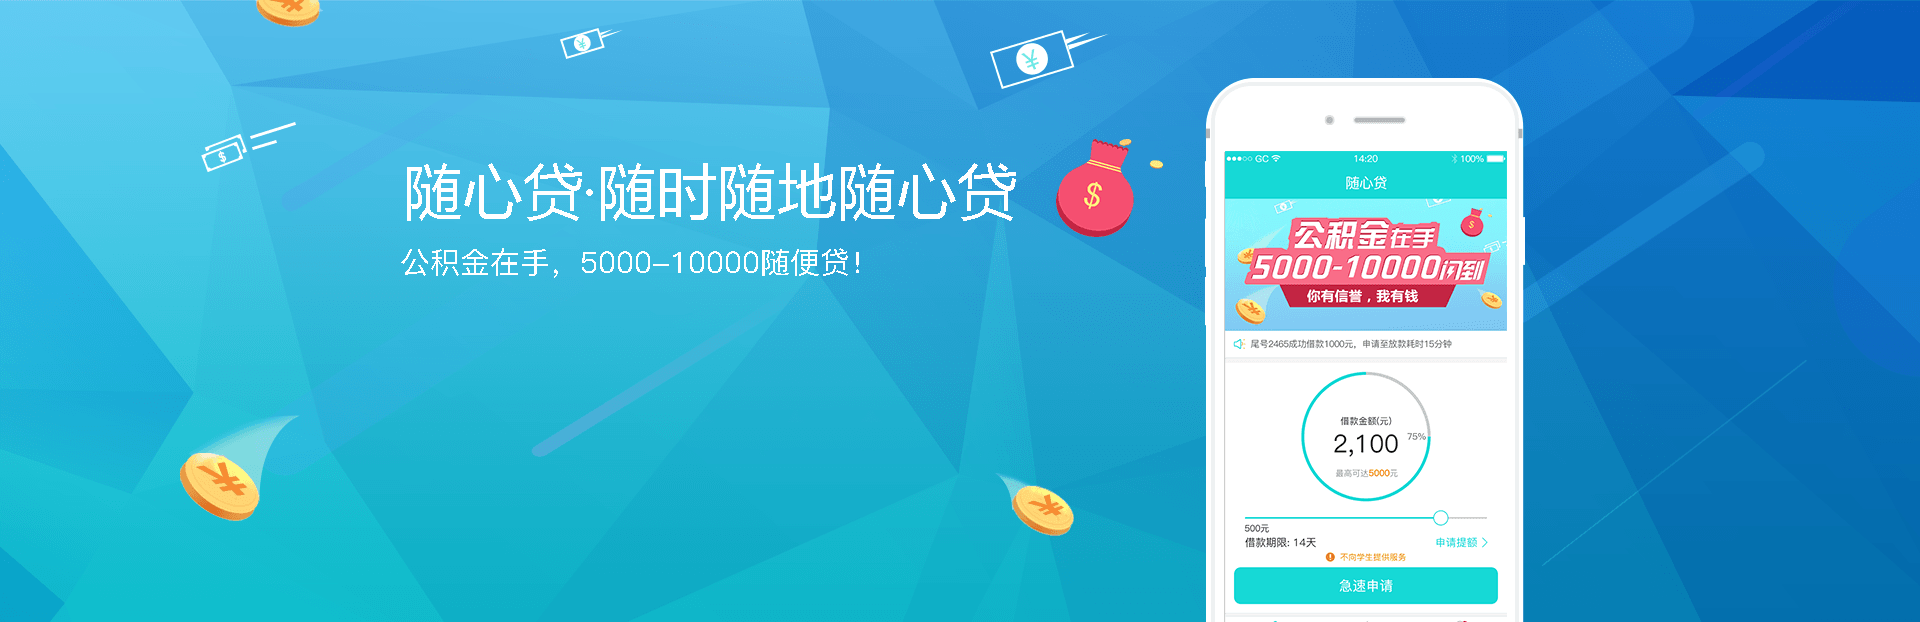 随心贷·随时随地随心贷
公积金在手，5000-10000随便贷！
GC 14:20 100%
随心贷
公积金在手
5000-10000闪到
你有信誉，我有钱
尾号2465成功借款1000元，申请至放款耗时15分钟
借款金额(元)
2,100
75%
最高可达5000元
500元
借款期限: 14天 申请提额
不向学生提供服务
急速申请